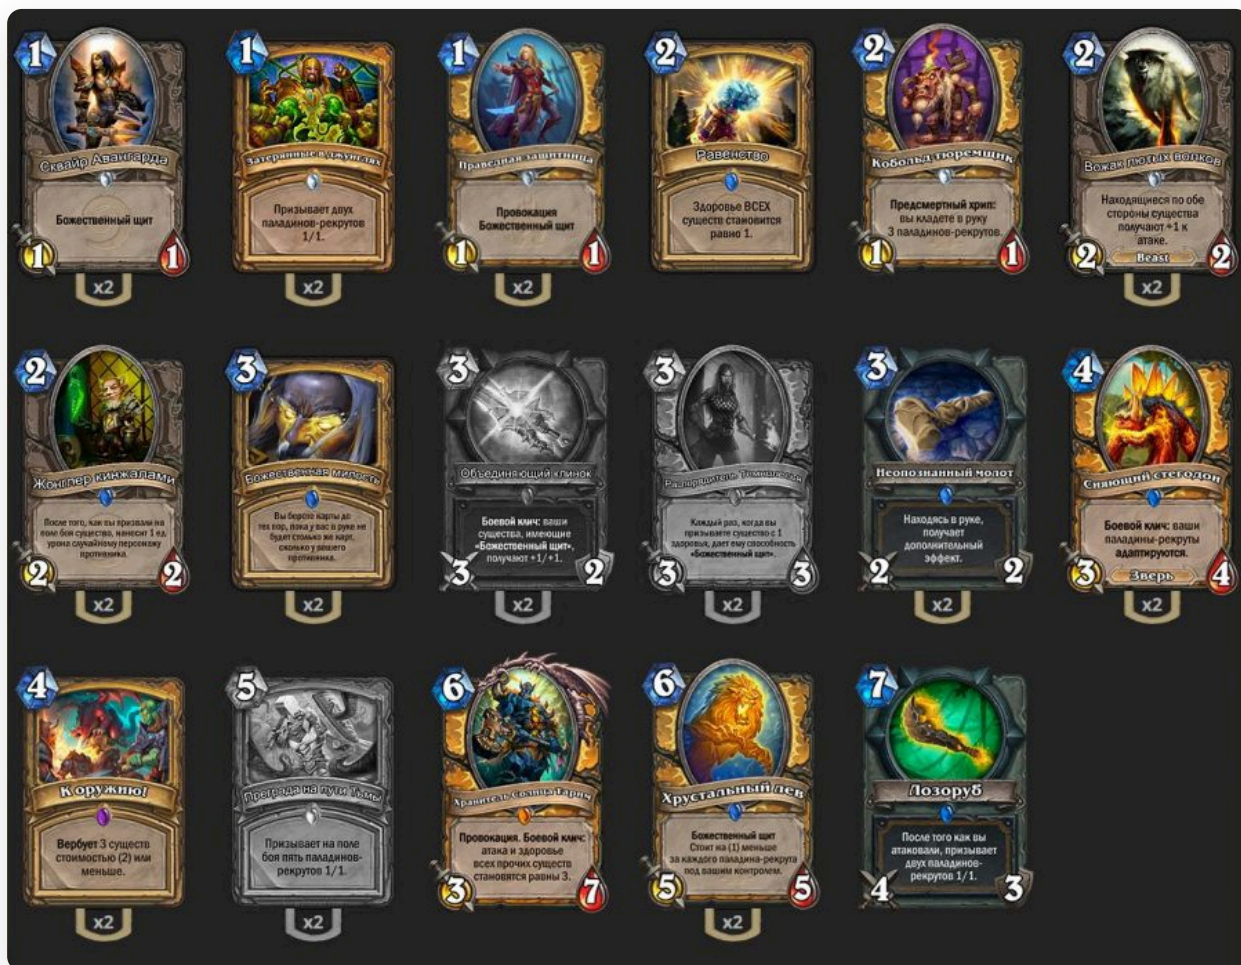 1
Сквайр Авангарда
Божественный щит
1
1
x2
1
Затерянные в джунглях
Призывает двух
паладинов-рекрутов
1/1.
x2
1
Праведная защитница
Провокация
Божественный щит
1
1
x2
2
Равенство
Здоровье ВСЕХ
существ становится
равно 1.
2
Кобольд тюремщик
Предсмертный хрип:
вы кладете в руку
3 паладинов-рекрутов.
1
1
2
Вожак лютых волков
Находящиеся по обе
стороны существа
получают +1 к
атаке.
Beast
2
2
x2
2
Жонглер кинжалами
После того, как вы призвали на
поле боя существо, наносит 1 ед.
урона случайному персонажу
противника.
2
2
x2
3
Божественная милость
Вы берете карты до
тех пор, пока у вас в руке не
будет столько же карт,
сколько у вашего
противника.
x2
3
Объединяющий клинок
Боевой клич: ваши
существа, имеющие
«Божественный щит»,
получают +1/+1.
3
2
x2
3
Распорядитель
Каждый раз, когда вы
призываете существо с 1
здоровья, дает ему способность
«Божественный щит».
3
3
x2
3
Неопознанный молот
Находясь в руке,
получает
дополнительный
эффект.
2
2
x2
4
Сияющий стегодон
Боевой клич: ваши
паладины-рекруты
адаптируются.
Зверь
3
4
x2
4
К оружию!
Вербует 3 существ
стоимостью (2) или
меньше.
x2
5
Преграда на пути Тьмы
Призывает на поле
боя пять паладинов-
рекрутов 1/1.
x2
6
Хранитель Солнца Тарим
Провокация. Боевой клич:
атака и здоровье
всех прочих существ
становятся равны 3.
3
7
6
Хрустальный лев
Божественный щит
Стоит на (1) меньше
за каждого паладина-рекрута
под вашим контролем.
5
5
x2
7
Лозоруб
После того как вы
атаковали, призывает
двух паладинов-
рекрутов 1/1.
4
3